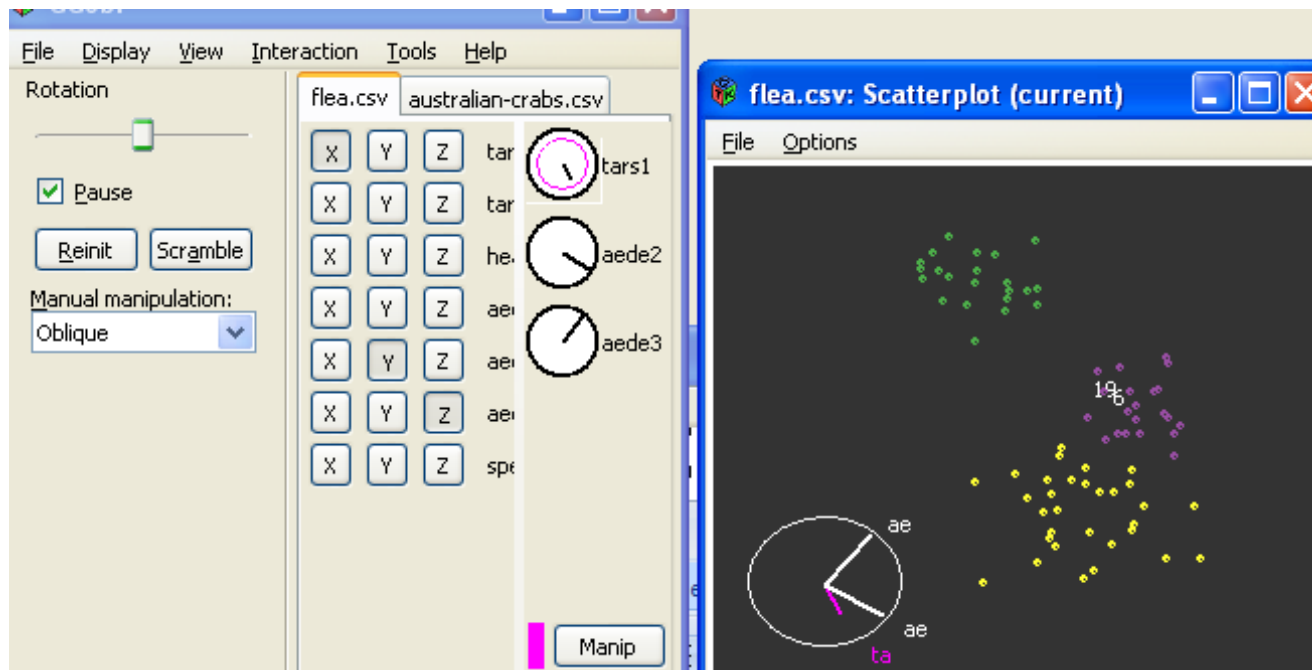 File Display View Interaction Tools Help
Rotation
Pause
Reinit Scramble
Manual manipulation:
Oblique
flea.csv australian-crabs.csv
X Y Z tar
X Y Z tar
X Y Z hea
X Y Z aed
X Y Z aed
X Y Z aed
X Y Z spe
tars1
aede2
aede3
Manip
flea.csv: Scatterplot (current)
File Options
19
6
ae
ae
ta